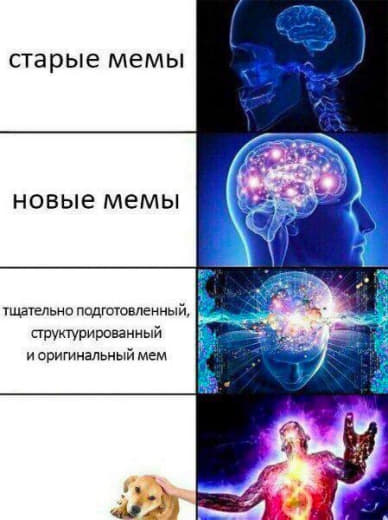 старые мемы
новые мемы
тщательно подготовленный,
структурированный
и оригинальный мем